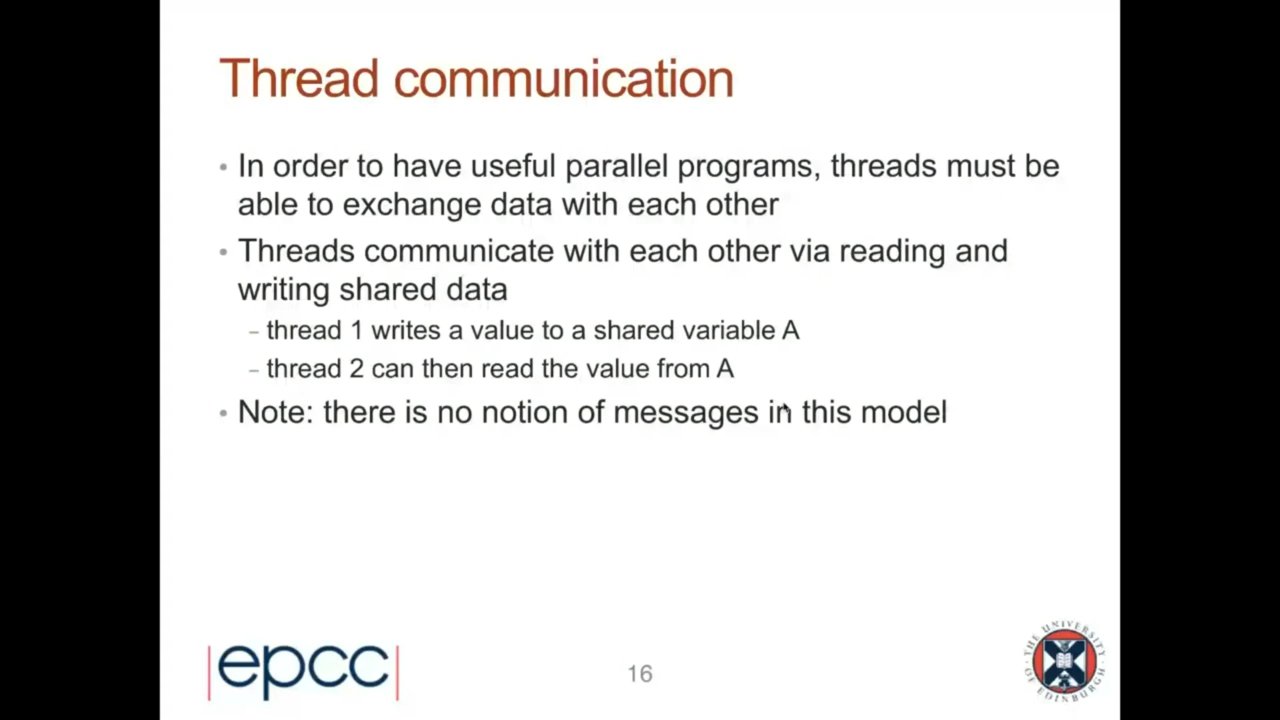 Thread communication
• In order to have useful parallel programs, threads must be
able to exchange data with each other
• Threads communicate with each other via reading and
writing shared data
– thread 1 writes a value to a shared variable A
– thread 2 can then read the value from A
• Note: there is no notion of messages in this model
|epcc|
16
THE UNIVERSITY
OF EDINBURGH